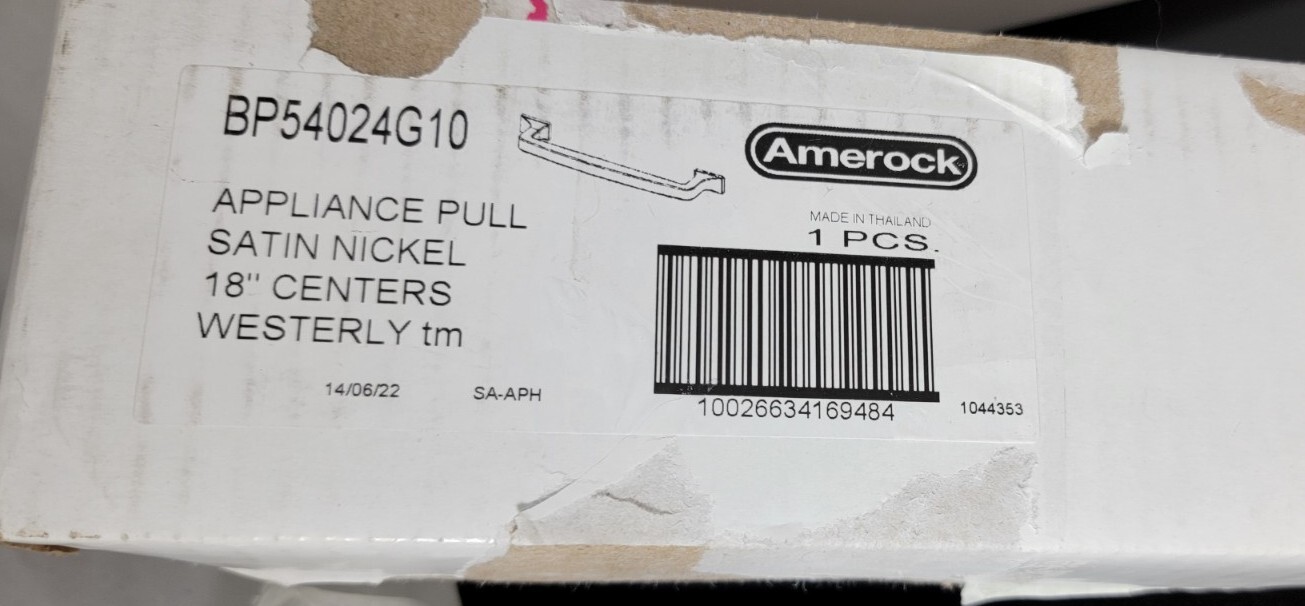 BP54024G10
Amerock
APPLIANCE PULL
SATIN NICKEL
18" CENTERS
WESTERLY tm
MADE IN THAILAND
1 PCS.
14/06/22 SA-APH
10026634169484 1044353